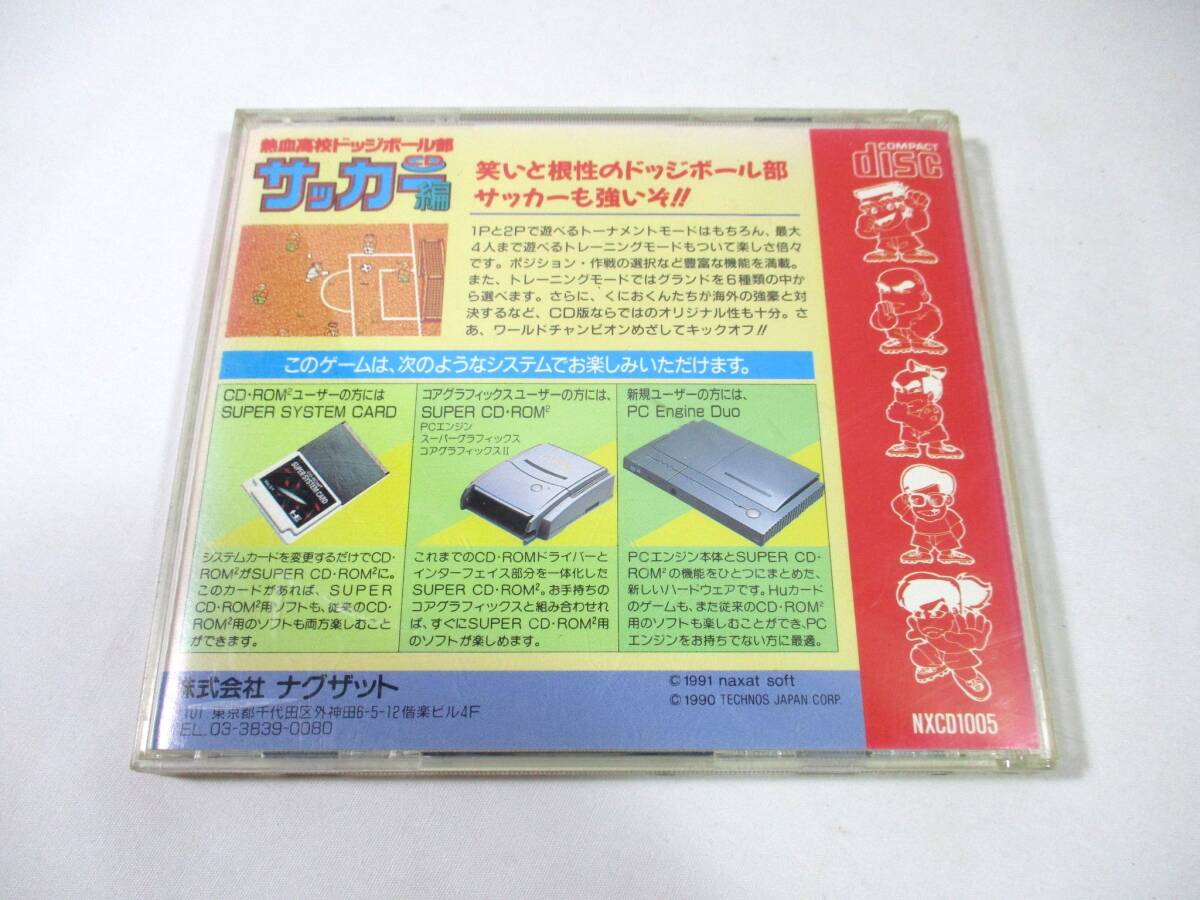 熱血高校ドッジボール部
CD
サッカー編
笑いと根性のドッジボール部
サッカーも強いぞ!!
1Pと2Pで遊べるトーナメントモードはもちろん、最大
4人まで遊べるトレーニングモードもついて楽しさ倍々
です。ポジション・作戦の選択など豊富な機能を満載。
また、トレーニングモードではグランドを6種類の中か
ら選べます。さらに、くにおくんたちが海外の強豪と対
決するなど、CD版ならではのオリジナル性も十分。さ
あ、ワールドチャンピオンめざしてキックオフ!!
このゲームは、次のようなシステムでお楽しみいただけます。
CD・ROM²ユーザーの方には
SUPER SYSTEM CARD
SUPER SYSTEM CARD
システムカードを変更するだけでCD・
ROM²がSUPER CD・ROM²に。
このカードがあれば、SUPER
CD・ROM²用ソフトも、従来のCD・
ROM²用のソフトも両方楽しむこと
ができます。
コアグラフィックスユーザーの方には、
SUPER CD・ROM²
PCエンジン
スーパーグラフィックス
コアグラフィックスⅡ
これまでのCD・ROMドライバーと
インターフェイス部分を一体化した
SUPER CD・ROM²。お手持ちの
コアグラフィックスと組み合わせれ
ば、すぐにSUPER CD・ROM²用
のソフトが楽しめます。
新規ユーザーの方には、
PC Engine Duo
PCエンジン本体とSUPER CD・
ROM²の機能をひとつにまとめた、
新しいハードウェアです。Huカード
のゲームも、また従来のCD・ROM²
用のソフトも楽しむことができ、PC
エンジンをお持ちでない方に最適。
株式会社 ナグザット
101 東京都千代田区外神田6-5-12偕楽ビル4F
TEL.03-3839-0080
©1991 naxat soft
©1990 TECHNOS JAPAN CORP.
COMPACT
disc
NXCD1005